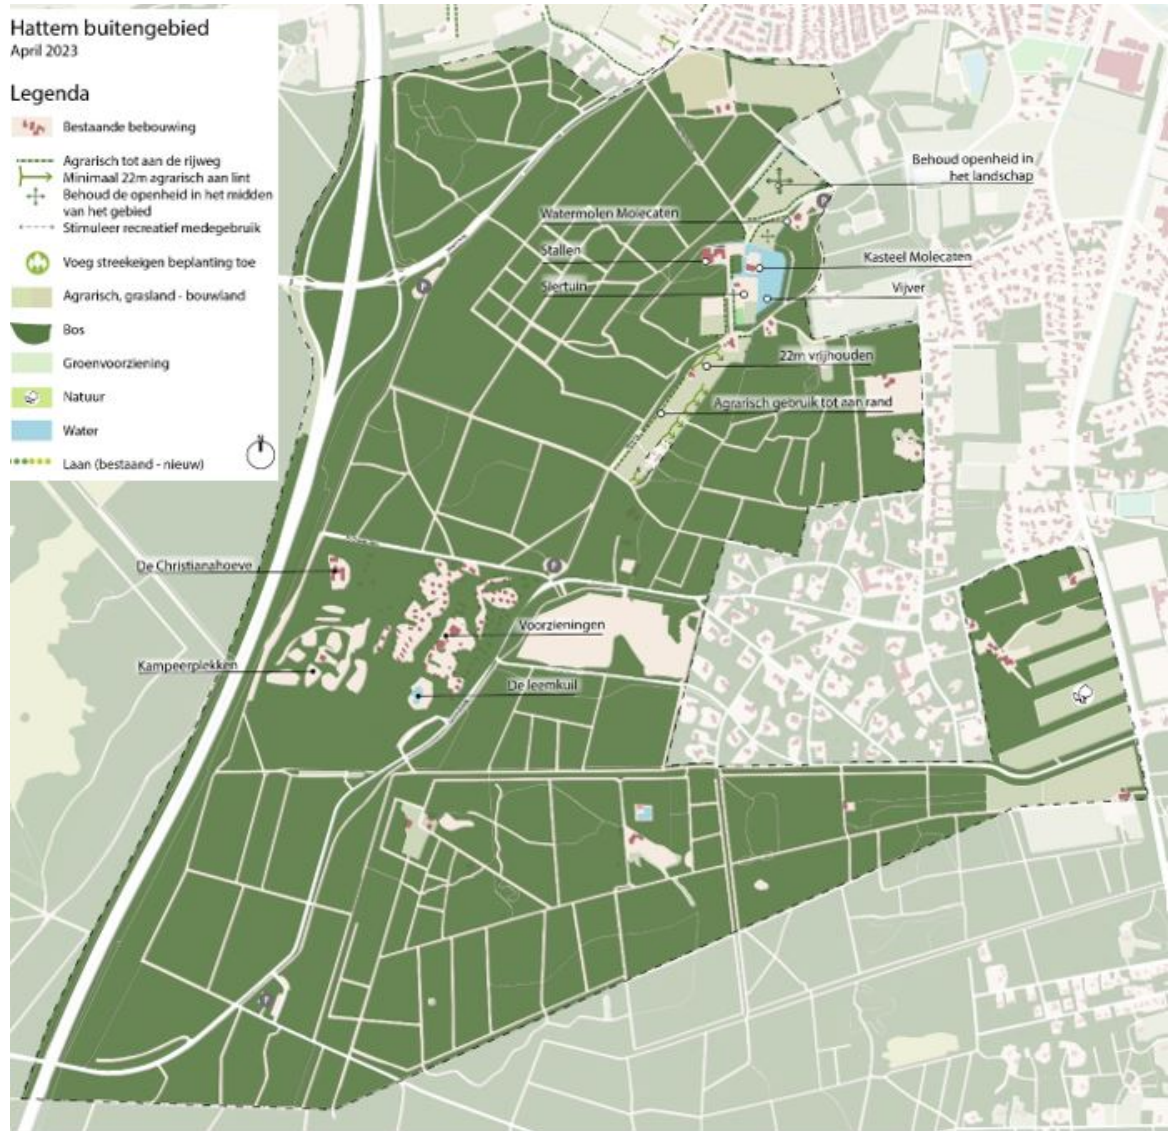 Hattem buitengebied
April 2023
Legenda
Bestaande bebouwing
Agrarisch tot aan de rijweg
Minimaal 22m agrarisch aan lint
Behoud de openheid in het midden
van het gebied
Stimuleer recreatief medegebruik
Voeg streekeigen beplanting toe
Agrarisch, grasland - bouwland
Bos
Groenvoorziening
Natuur
Water
Laan (bestaand - nieuw)
N
Behoud openheid in
het landschap
Watermolen Molecaten
Stallen
Kasteel Molecaten
Siertuin
Vijver
22m vrijhouden
Agrarisch gebruik tot aan rand
De Christianahoeve
Voorzieningen
Kampeerplekken
De leemkuil
P
P
P
P